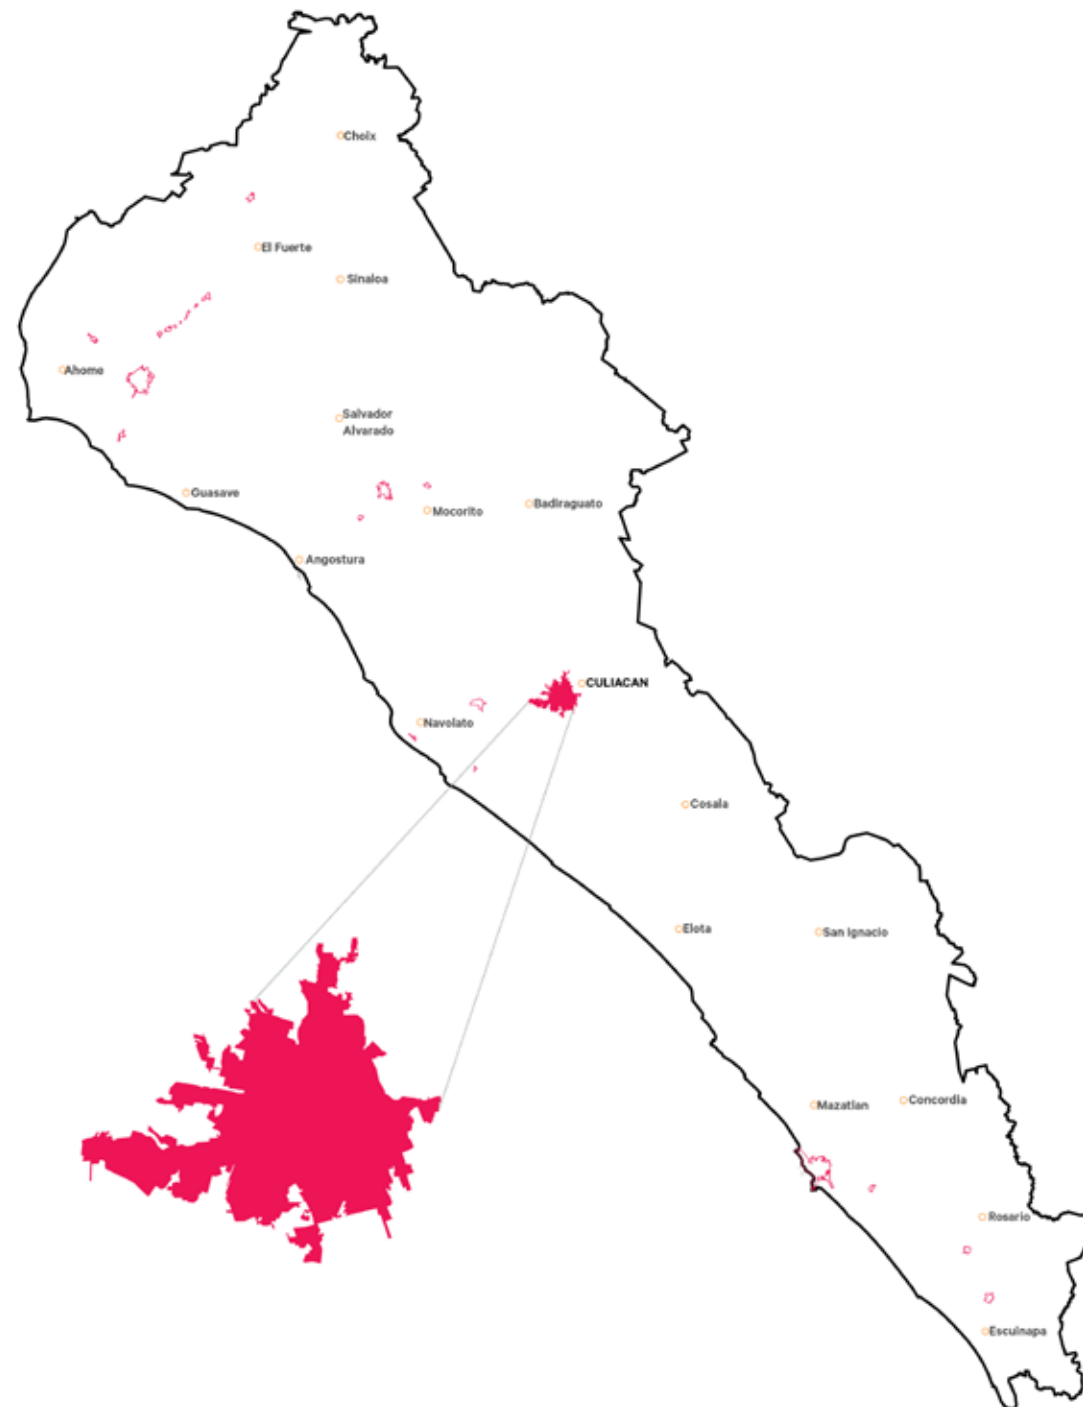 Choix
El Fuerte
Sinaloa
Ahome
Salvador
Alvarado
Guasave
Mocorito
Badiraguato
Angostura
CULIACAN
Navolato
Cosala
Elota
San Ignacio
Mazatlan
Concordia
Rosario
Escuinapa